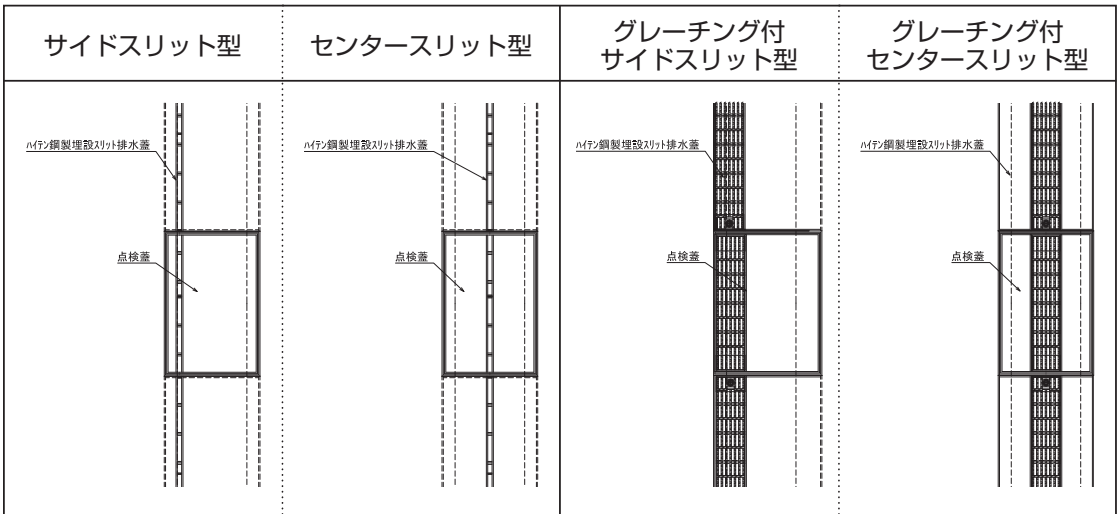 サイドスリット型
センタースリット型
グレーチング付
サイドスリット型
グレーチング付
センタースリット型
ﾊｲﾃﾝ鋼製埋設ｽﾘｯﾄ排水蓋
点検蓋
ﾊｲﾃﾝ鋼製埋設ｽﾘｯﾄ排水蓋
点検蓋
ﾊｲﾃﾝ鋼製埋設ｽﾘｯﾄ排水蓋
点検蓋
ﾊｲﾃﾝ鋼製埋設ｽﾘｯﾄ排水蓋
点検蓋